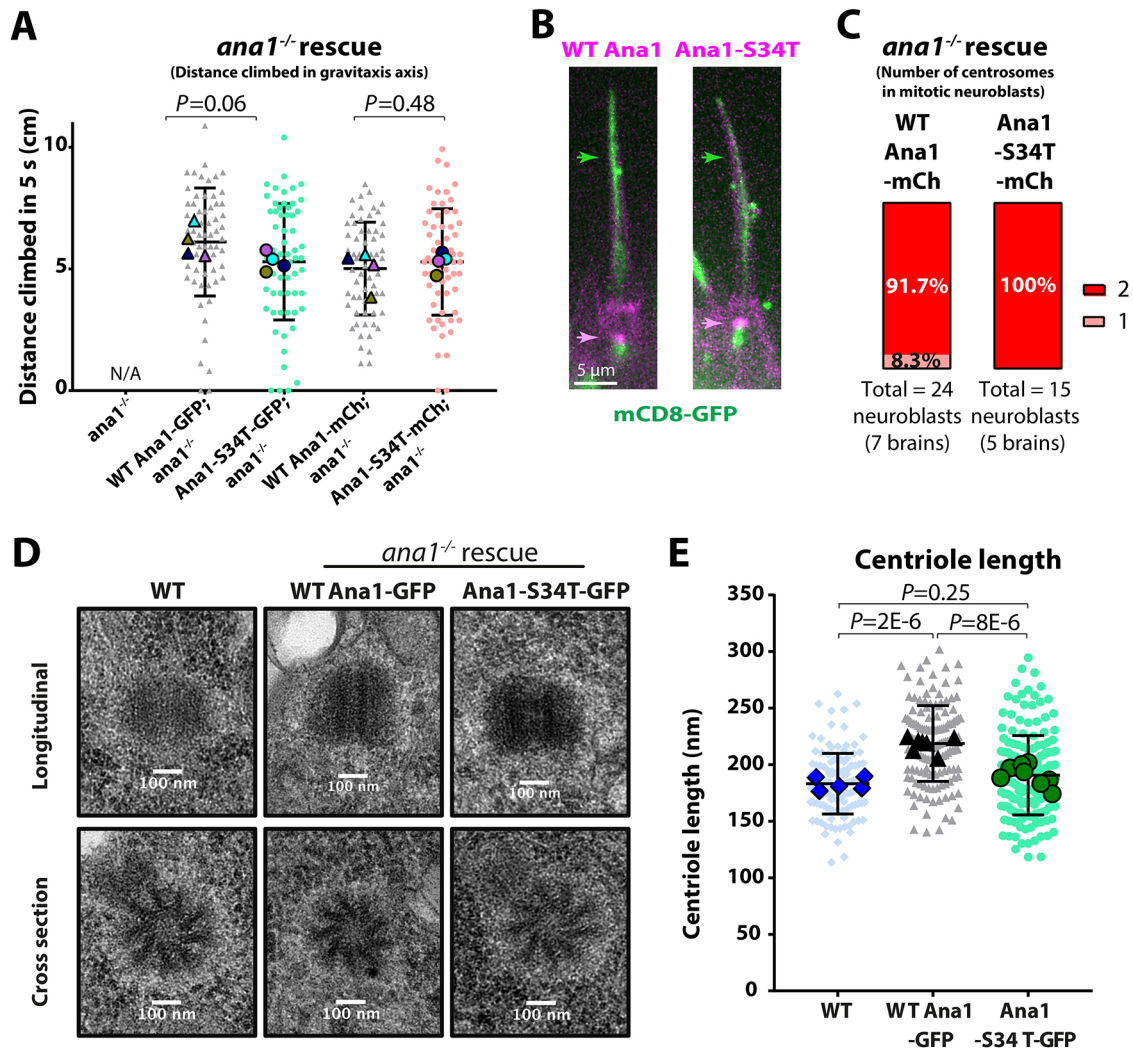 A
ana1-/- rescue
(Distance climbed in gravitaxis axis)
P=0.06
P=0.48
Distance climbed in 5 s (cm)
10
5
0
N/A
ana1-/-
WT Ana1-GFP;
ana1-/-
Ana1-S34T-GFP;
ana1-/-
WT Ana1-mCh;
ana1-/-
Ana1-S34T-mCh;
ana1-/-
B
WT Ana1 Ana1-S34T
5 µm
mCD8-GFP
C
ana1-/- rescue
(Number of centrosomes
in mitotic neuroblasts)
WT
Ana1
-mCh
Ana1
-S34T
-mCh
91.7%
8.3%
100%
2
1
Total = 24
neuroblasts
(7 brains)
Total = 15
neuroblasts
(5 brains)
D
ana1-/- rescue
WT
WT Ana1-GFP
Ana1-S34T-GFP
Longitudinal
100 nm
100 nm
100 nm
Cross section
100 nm
100 nm
100 nm
E
Centriole length
P=0.25
P=2E-6
P=8E-6
Centriole length (nm)
350
300
250
200
150
100
50
0
WT
WT Ana1
-GFP
Ana1
-S34 T-GFP